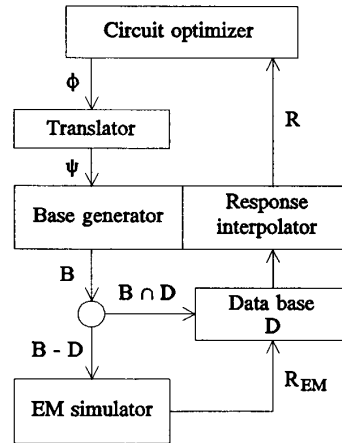 Circuit optimizer
ϕ
R
Translator
ψ
Base generator
Response
interpolator
B
B ∩ D
Data base
D
B - D
R_EM
EM simulator